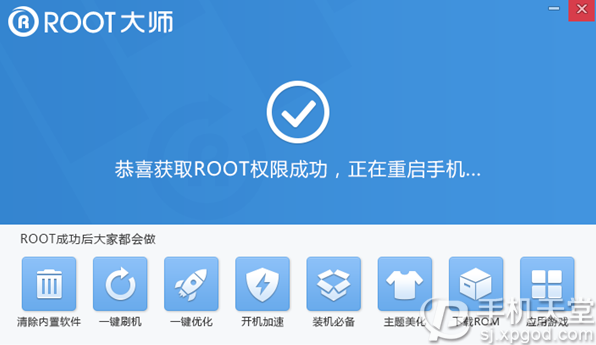 ROOT大师
恭喜获取ROOT权限成功，正在重启手机...
ROOT成功后大家都会做
清除内置软件 一键刷机 一键优化 开机加速 装机必备 主题美化 下载ROM 应用游戏
手机天堂
sj.xpgod.com